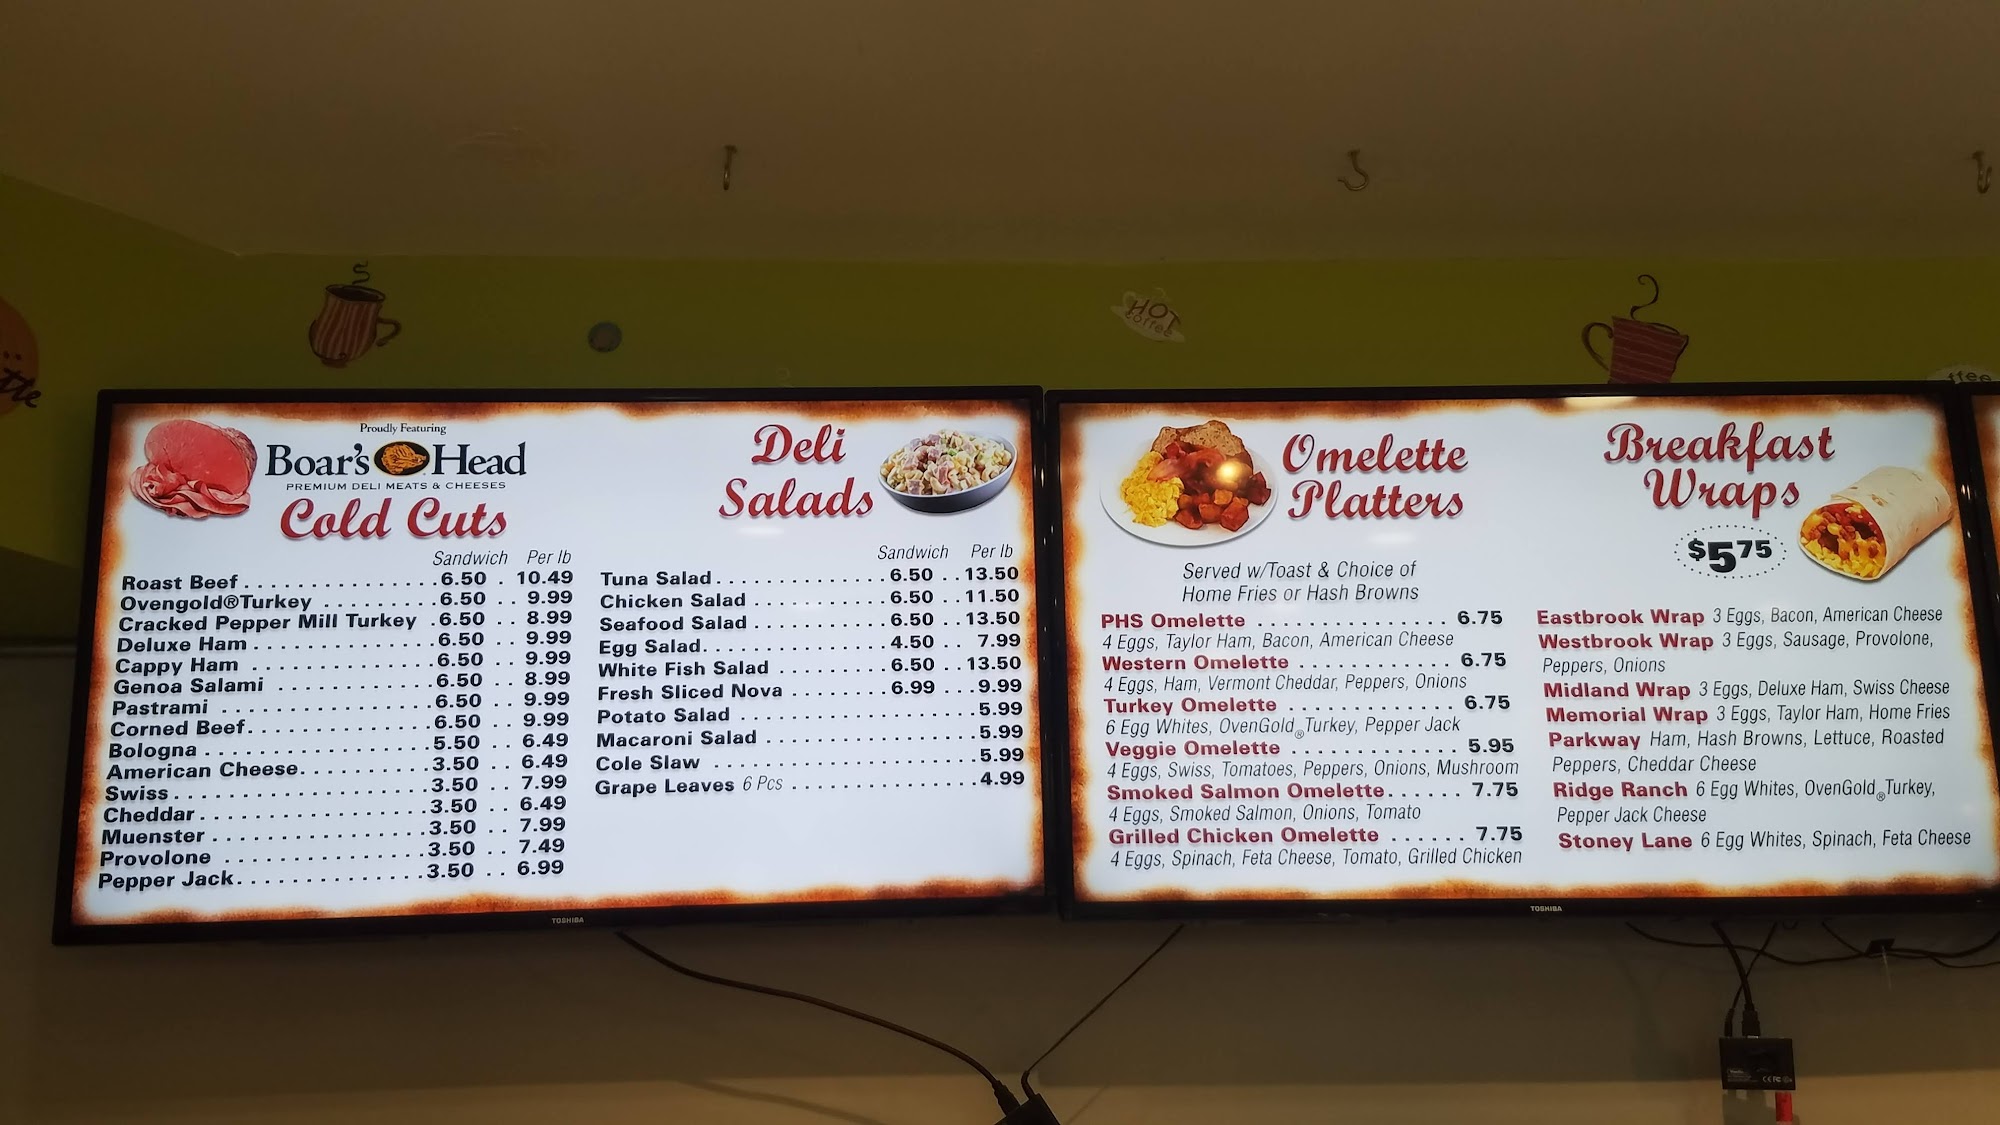 HOT
coffee
Proudly Featuring
Boar's Head
PREMIUM DELI MEATS & CHEESES
Cold Cuts
Sandwich Per lb
Roast Beef 6.50 10.49
Ovengold®Turkey 6.50 9.99
Cracked Pepper Mill Turkey 6.50 8.99
Deluxe Ham 6.50 9.99
Cappy Ham 6.50 9.99
Genoa Salami 6.50 8.99
Pastrami 6.50 9.99
Corned Beef 6.50 9.99
Bologna 5.50 6.49
American Cheese 3.50 6.49
Swiss 3.50 7.99
Cheddar 3.50 6.49
Muenster 3.50 7.99
Provolone 3.50 7.49
Pepper Jack 3.50 6.99
Deli
Salads
Sandwich Per lb
Tuna Salad 6.50 13.50
Chicken Salad 6.50 11.50
Seafood Salad 6.50 13.50
Egg Salad 4.50 7.99
White Fish Salad 6.50 13.50
Fresh Sliced Nova 6.99 9.99
Potato Salad 5.99
Macaroni Salad 5.99
Cole Slaw 5.99
Grape Leaves 6 Pcs 4.99
TOSHIBA
Omelette
Platters
Served w/Toast & Choice of
Home Fries or Hash Browns
PHS Omelette 6.75
4 Eggs, Taylor Ham, Bacon, American Cheese
Western Omelette 6.75
4 Eggs, Ham, Vermont Cheddar, Peppers, Onions
Turkey Omelette 6.75
6 Egg Whites, OvenGold®Turkey, Pepper Jack
Veggie Omelette 5.95
4 Eggs, Swiss, Tomatoes, Peppers, Onions, Mushroom
Smoked Salmon Omelette 7.75
4 Eggs, Smoked Salmon, Onions, Tomato
Grilled Chicken Omelette 7.75
4 Eggs, Spinach, Feta Cheese, Tomato, Grilled Chicken
Breakfast
Wraps
$5.75
Eastbrook Wrap 3 Eggs, Bacon, American Cheese
Westbrook Wrap 3 Eggs, Sausage, Provolone,
Peppers, Onions
Midland Wrap 3 Eggs, Deluxe Ham, Swiss Cheese
Memorial Wrap 3 Eggs, Taylor Ham, Home Fries
Parkway Ham, Hash Browns, Lettuce, Roasted
Peppers, Cheddar Cheese
Ridge Ranch 6 Egg Whites, OvenGold®Turkey,
Pepper Jack Cheese
Stoney Lane 6 Egg Whites, Spinach, Feta Cheese
TOSHIBA